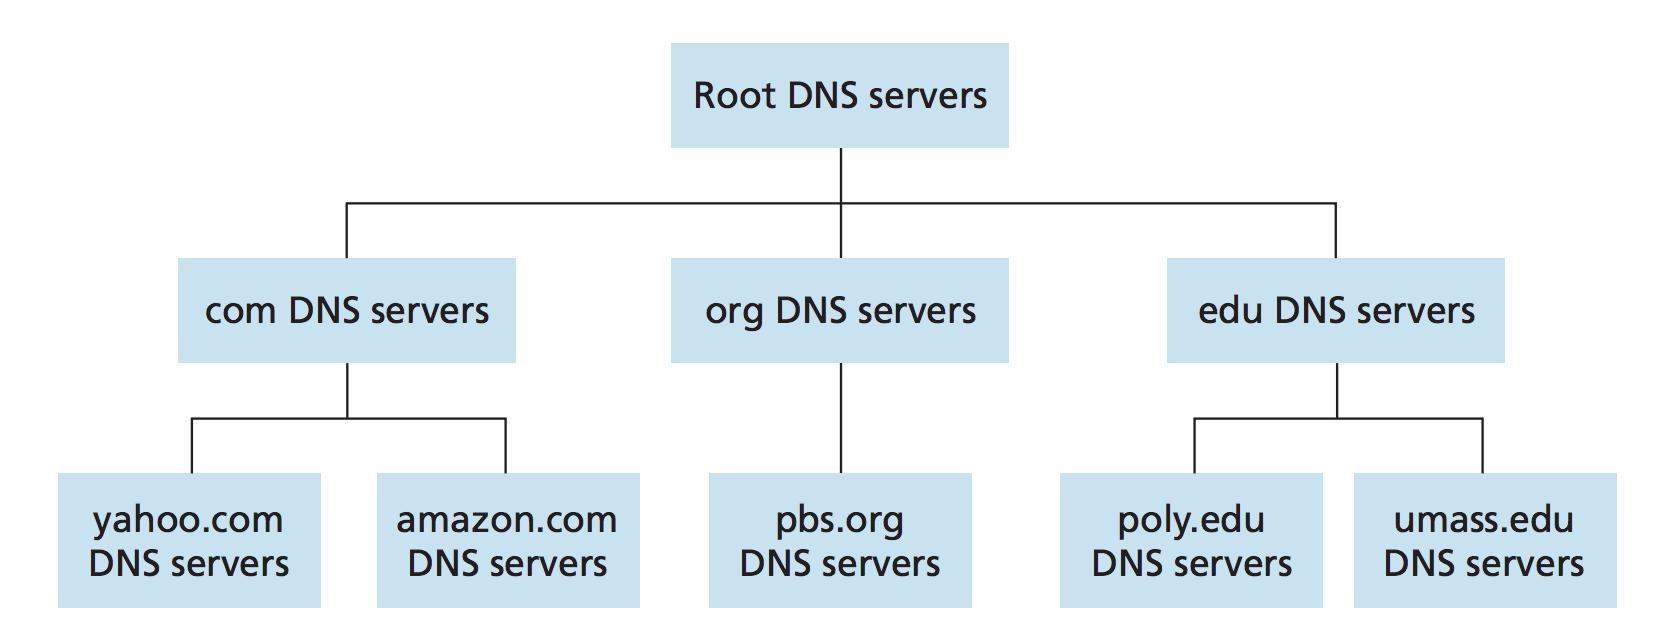 Root DNS servers
com DNS servers
org DNS servers
edu DNS servers
yahoo.com
DNS servers
amazon.com
DNS servers
pbs.org
DNS servers
poly.edu
DNS servers
umass.edu
DNS servers